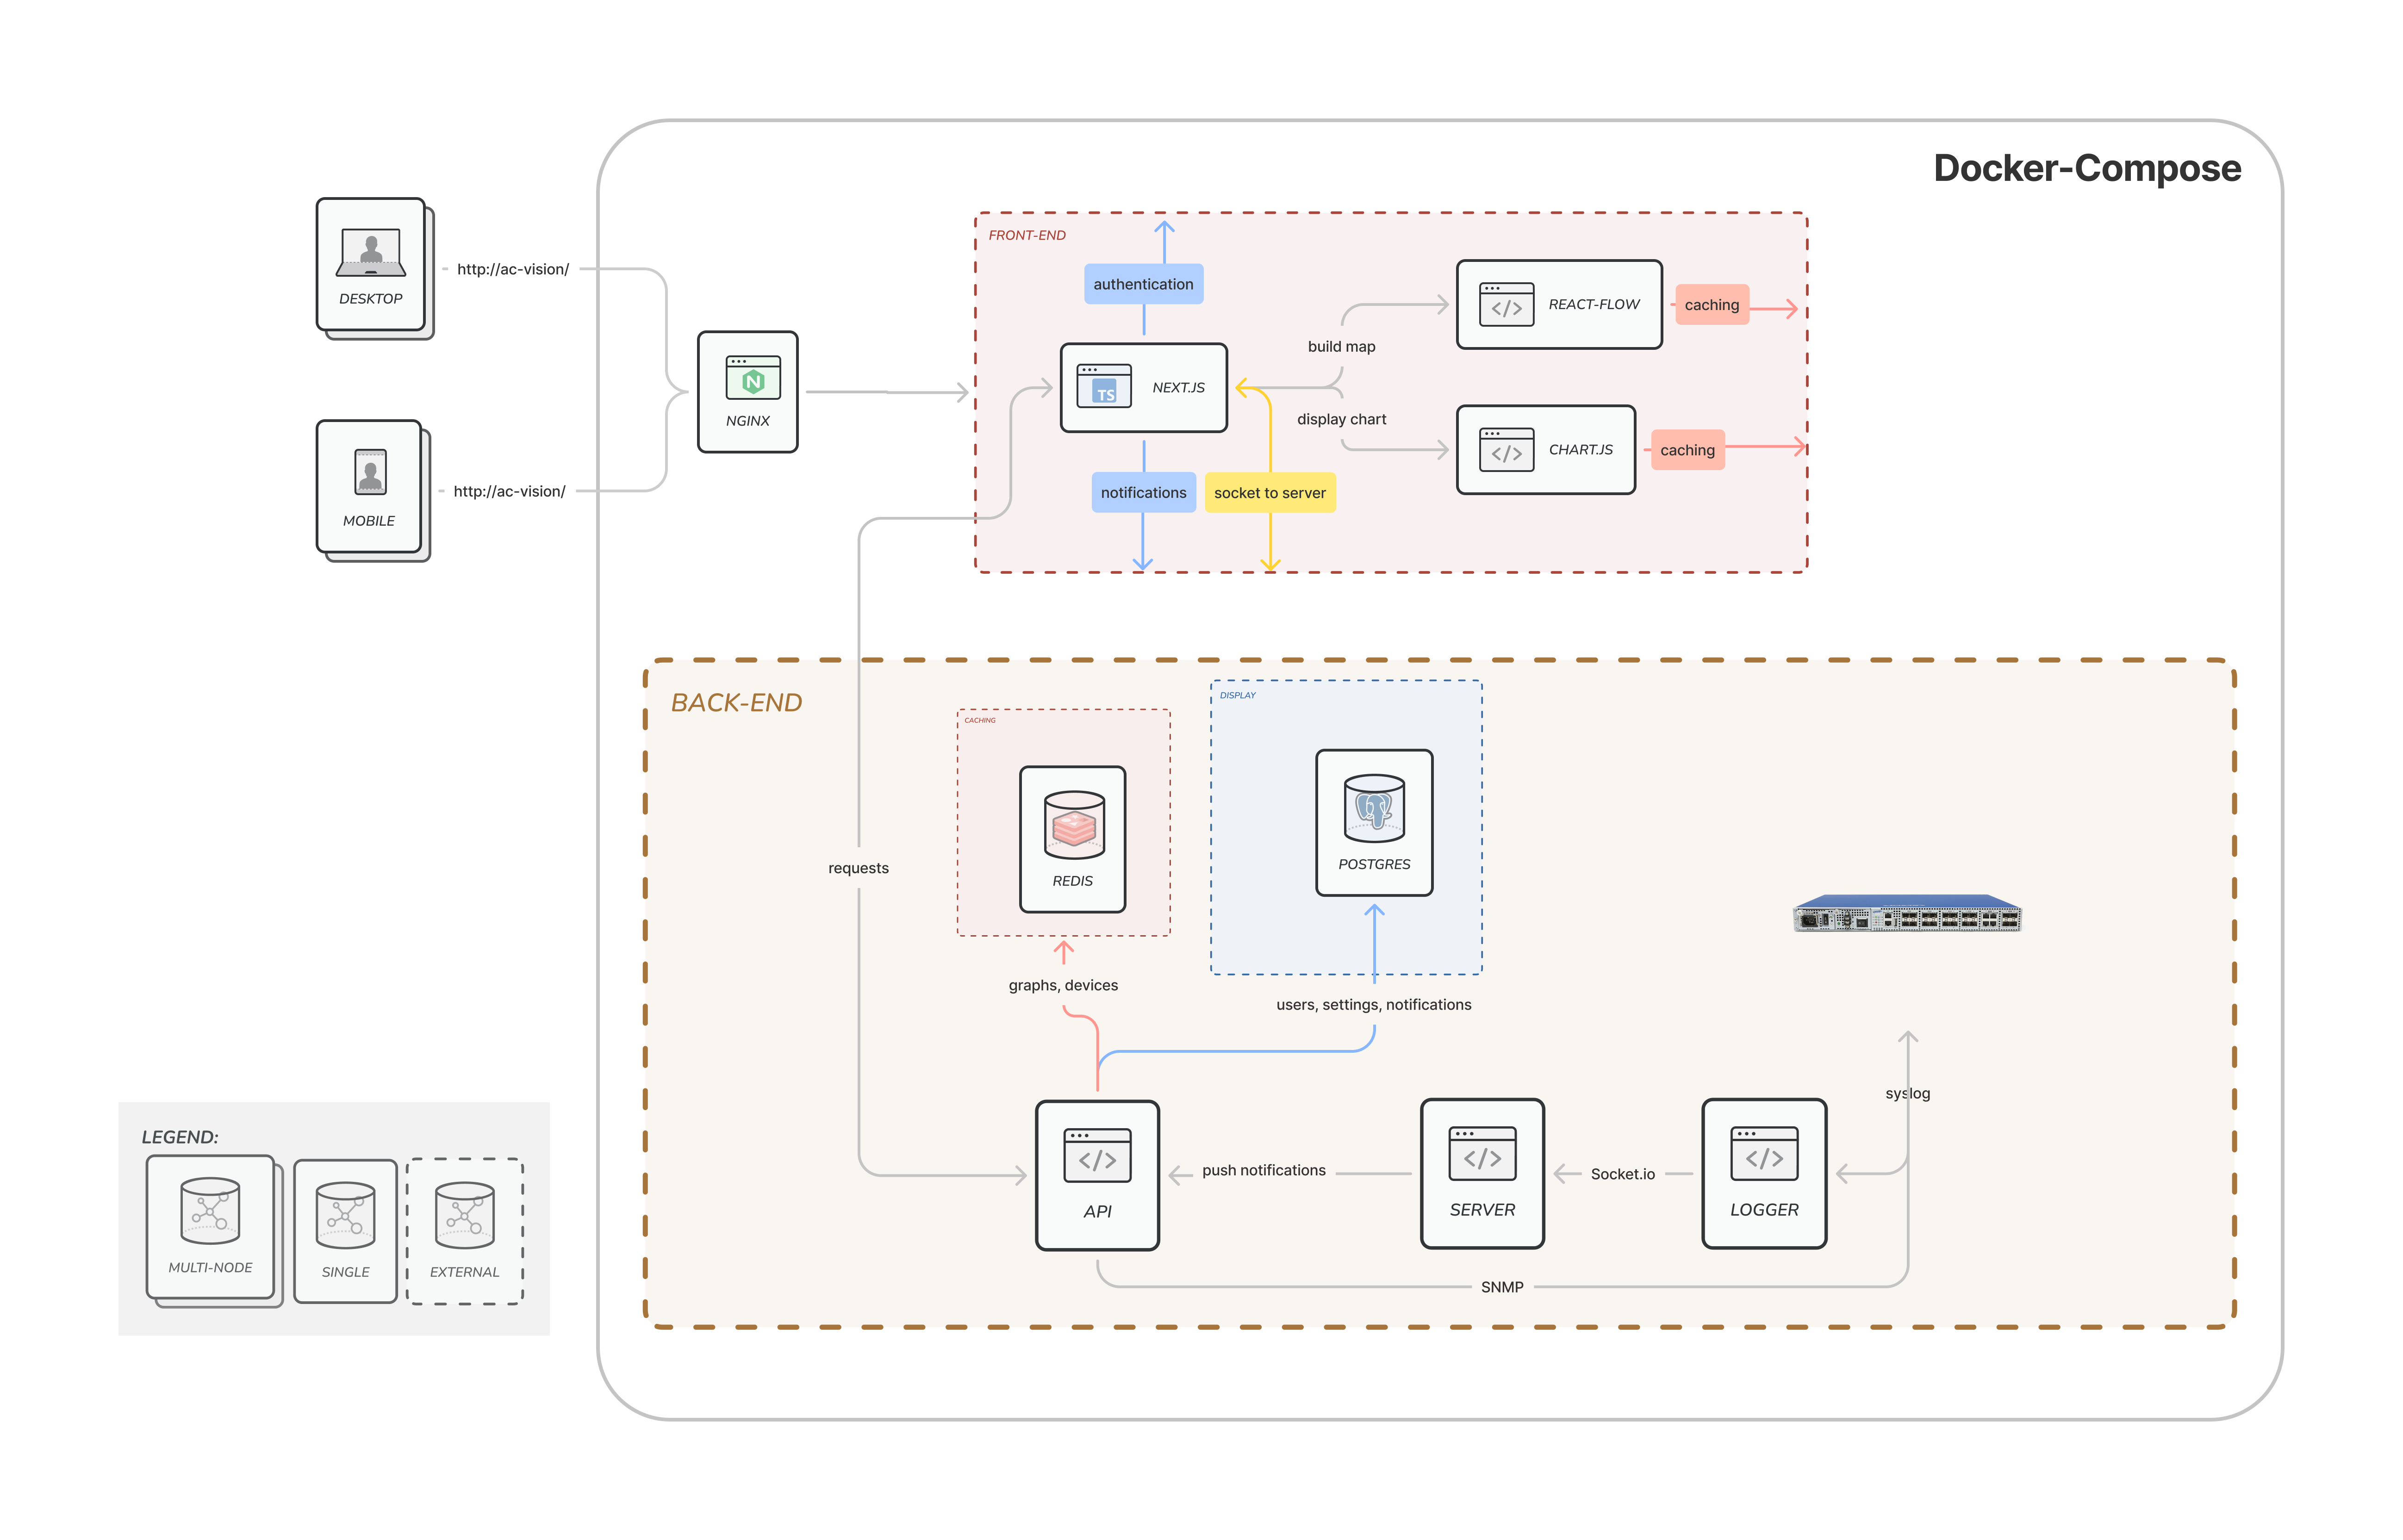 Docker-Compose
DESKTOP
http://ac-vision/
MOBILE
http://ac-vision/
NGINX
FRONT-END
authentication
TS
NEXT.JS
notifications
socket to server
build map
display chart
REACT-FLOW
caching
CHART.JS
caching
BACK-END
requests
CACHING
REDIS
graphs, devices
DISPLAY
POSTGRES
users, settings, notifications
API
push notifications
SERVER
Socket.io
LOGGER
syslog
SNMP
LEGEND:
MULTI-NODE
SINGLE
EXTERNAL